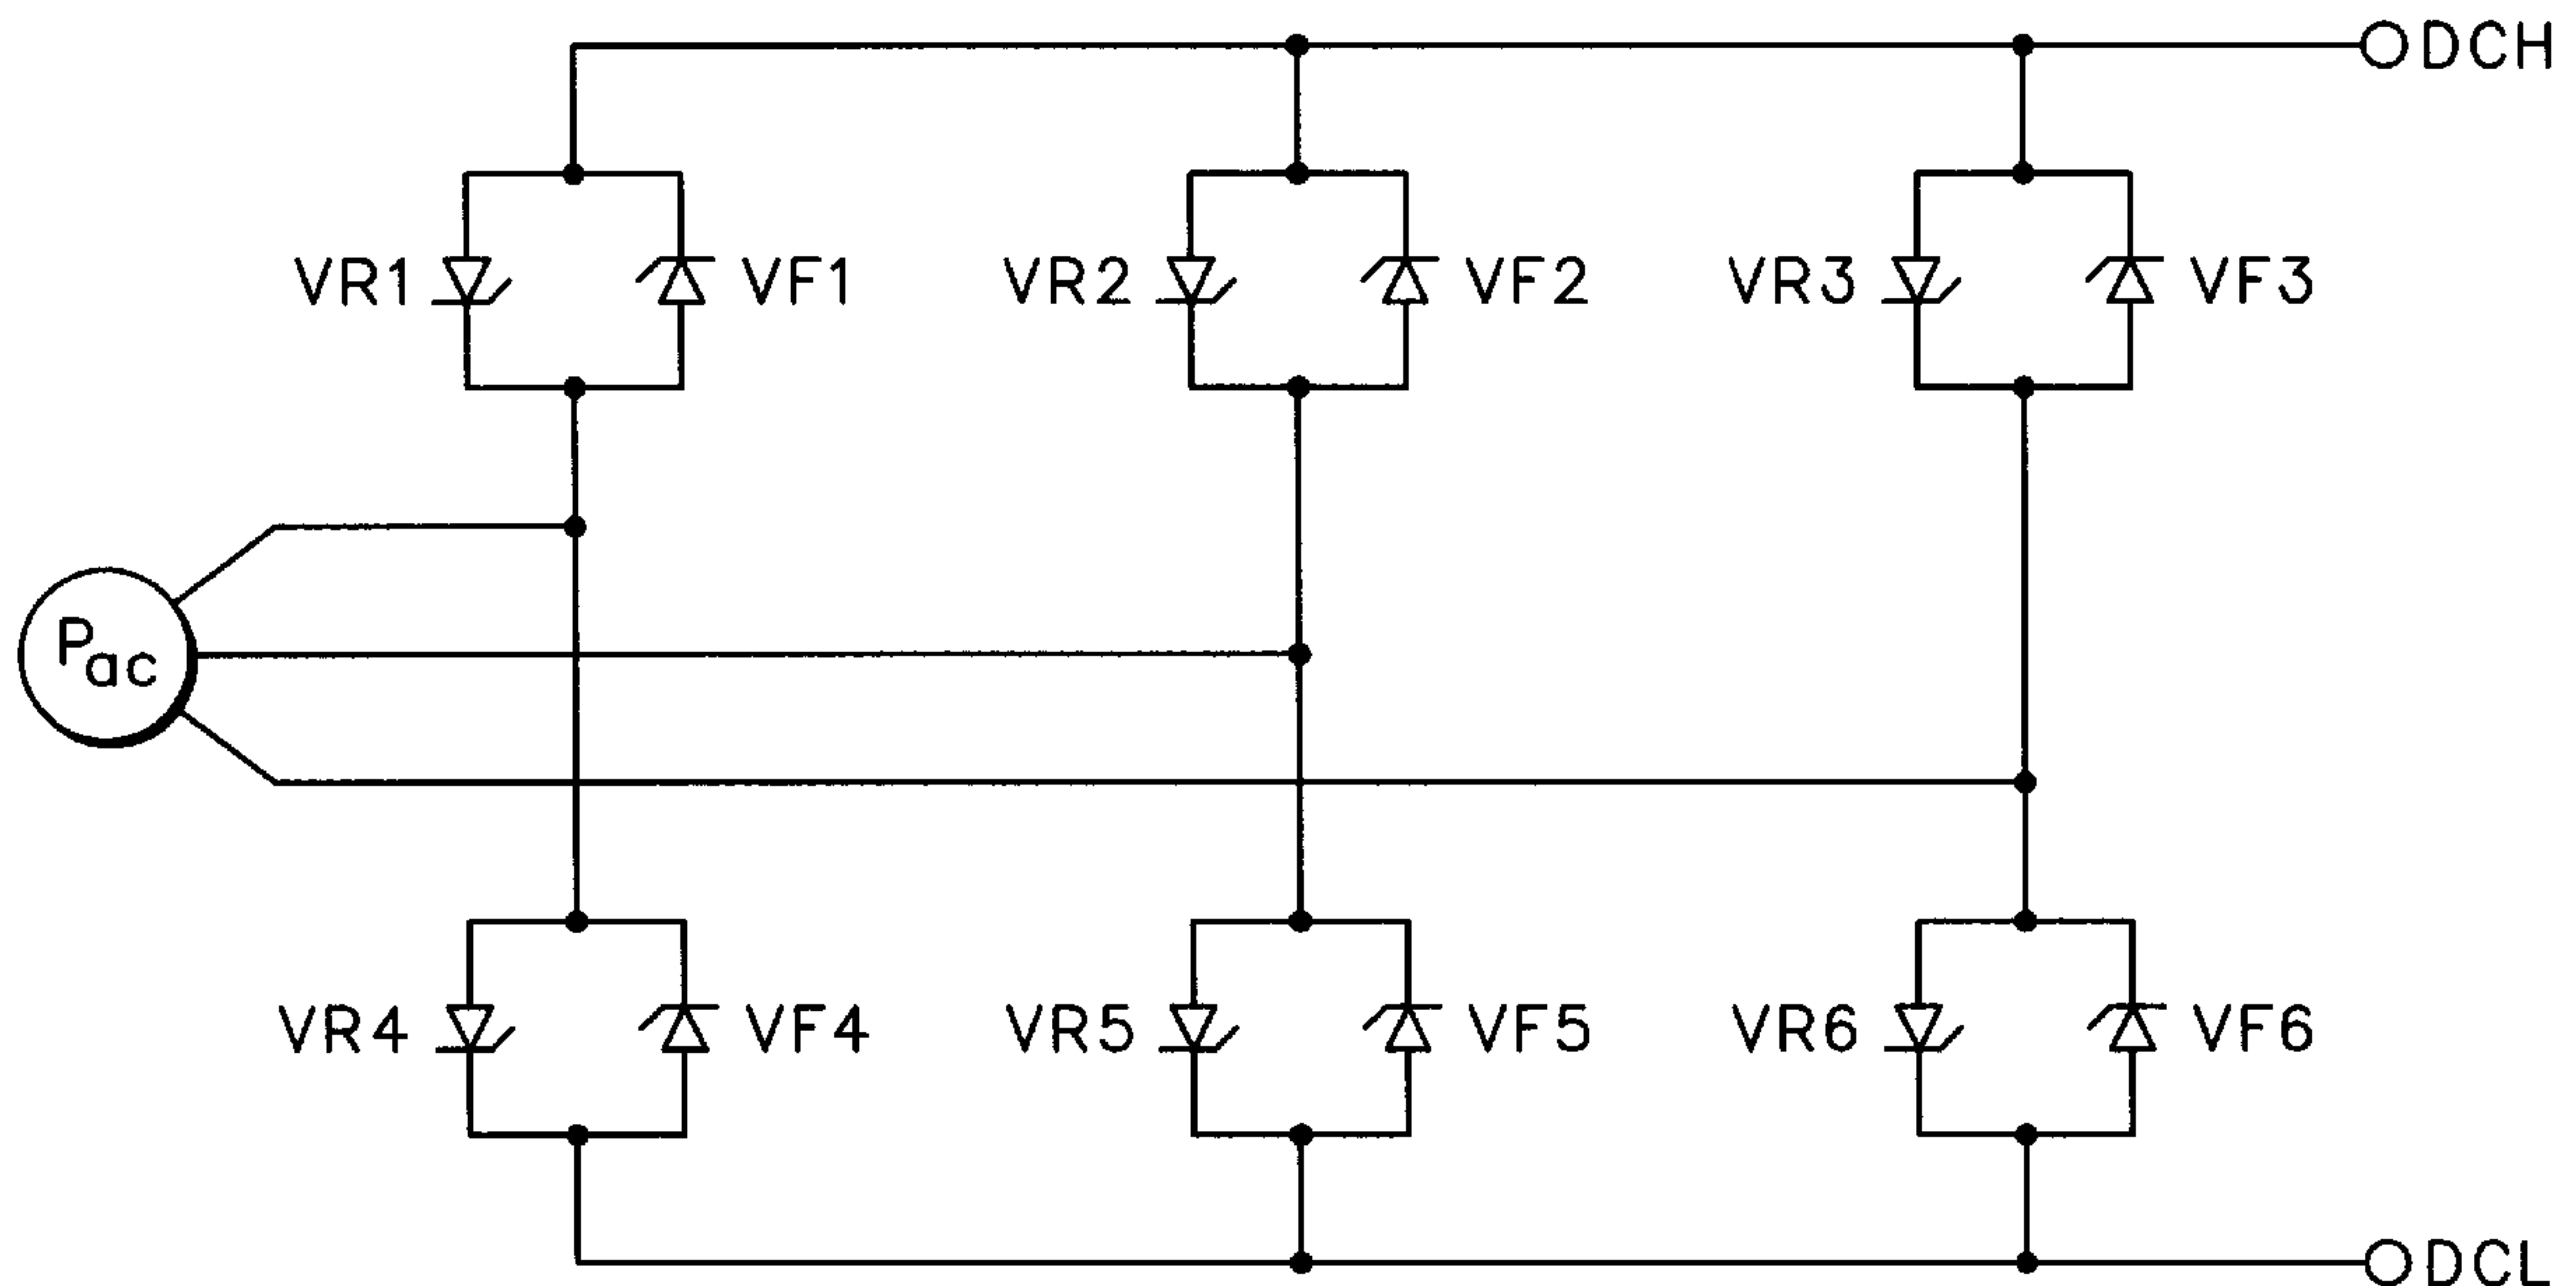 DCH
VR1 VF1 VR2 VF2 VR3 VF3
Pac
VR4 VF4 VR5 VF5 VR6 VF6
DCL